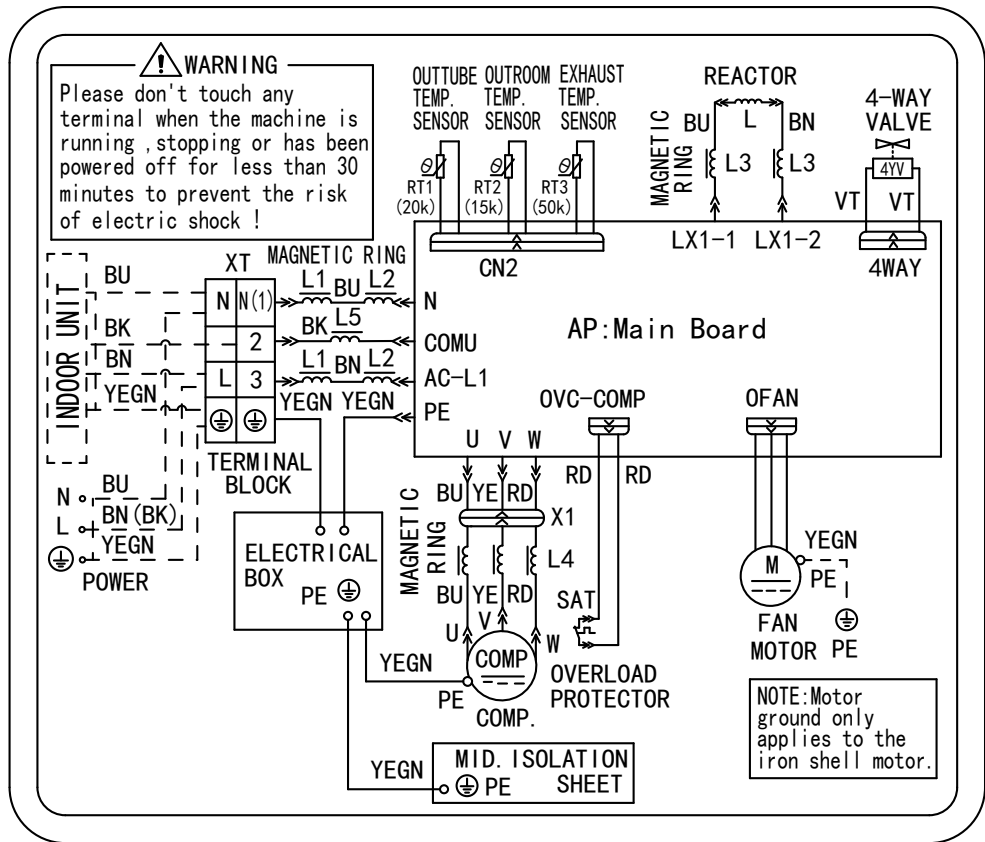 WARNING
Please don't touch any
terminal when the machine is
running ,stopping or has been
powered off for less than 30
minutes to prevent the risk
of electric shock !
OUTTUBE OUTROOM EXHAUST
TEMP. TEMP. TEMP.
SENSOR SENSOR SENSOR
θ θ θ
RT1 RT2 RT3
(20k) (15k) (50k)
CN2
REACTOR
MAGNETIC
RING
BU L BN
L3 L3
LX1-1 LX1-2
4-WAY
VALVE
4YV
VT VT
4WAY
INDOOR UNIT
BU
BK
BN
YEGN
XT
N N(1)
2
L 3
TERMINAL
BLOCK
MAGNETIC RING
L1 BU L2
BK L5
L1 BN L2
YEGN YEGN
N
COMU
AC-L1
PE
AP:Main Board
OVC-COMP
OFAN
U V W
RD RD
N BU
L BN(BK)
YEGN
POWER
ELECTRICAL
BOX
PE
MAGNETIC
RING
BU YE RD
X1
L4
BU YE RD
U V W
COMP
COMP.
YEGN
PE
SAT
OVERLOAD
PROTECTOR
M
FAN
MOTOR
YEGN
PE
PE
YEGN
MID. ISOLATION
PE SHEET
NOTE:Motor
ground only
applies to the
iron shell motor.